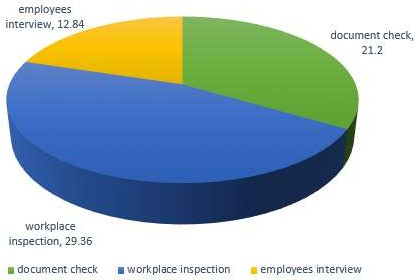 employees
interview, 12.84
document check,
21.2
workplace
inspection, 29.36
document check
workplace inspection
employees interview